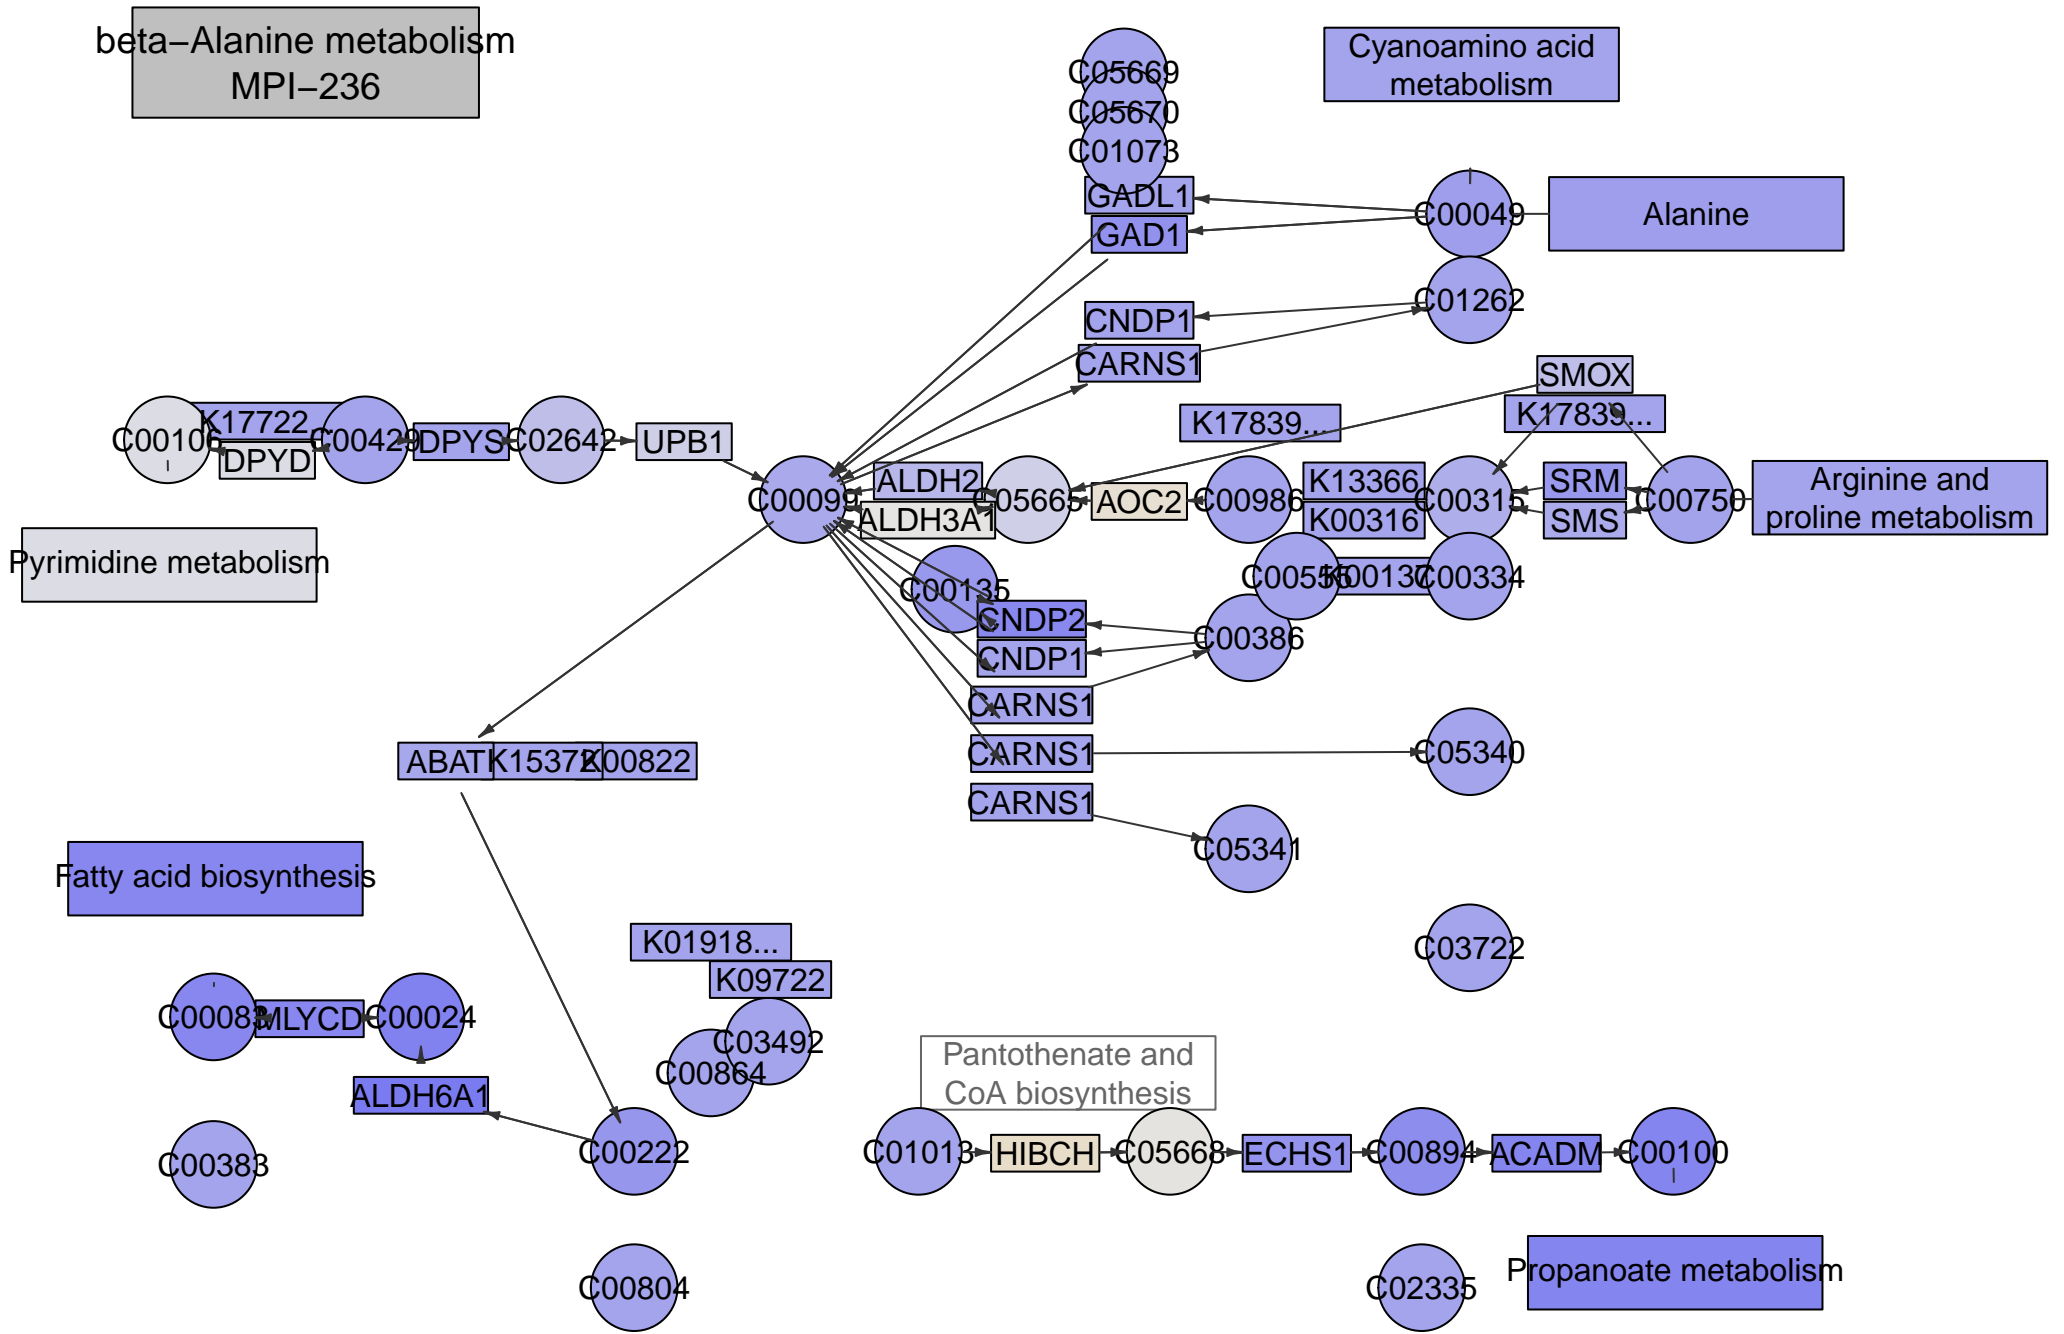 beta−Alanine metabolism
MPI−236
C05669
C05670
C01073
Cyanoamino acid
metabolism
GADL1
GAD1
C00049
Alanine
C01262
CNDP1
CARNS1
SMOX
K17839...
K17839...
C00106
K17722...
DPYD
C00429
DPYS
C02642
UPB1
C00099
ALDH2
ALDH3A1
C05665
AOC2
C00986
K13366
K00316
C00315
SRM
SMS
C00750
Arginine and
proline metabolism
Pyrimidine metabolism
C00135
C00555
K00137
C00334
CNDP2
CNDP1
C00386
CARNS1
CARNS1
C05340
CARNS1
C05341
ABAT
K15372
K00822
Fatty acid biosynthesis
K01918...
K09722
C03722
C00083
MLYCD
C00024
C03492
C00864
ALDH6A1
Pantothenate and
CoA biosynthesis
C00383
C00222
C01013
HIBCH
C05668
ECHS1
C00894
ACADM
C00100
C00804
C02335
Propanoate metabolism